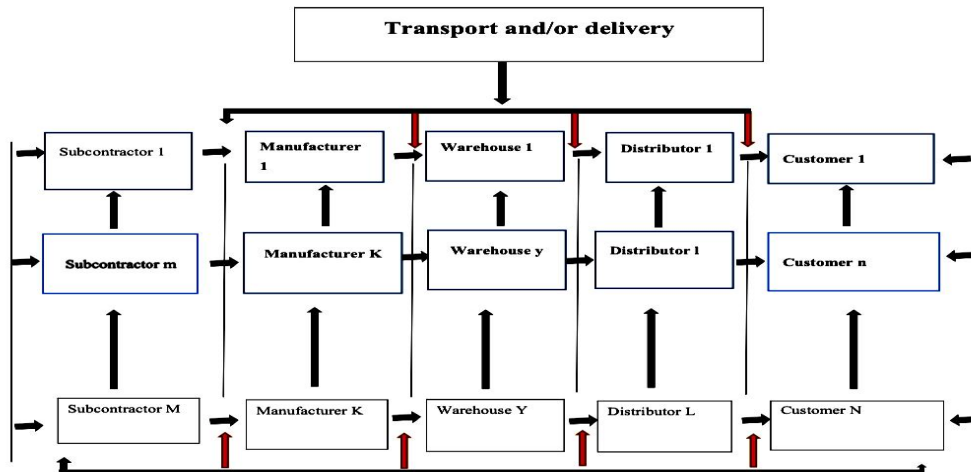 Transport and/or delivery
Subcontractor 1
Manufacturer
1
Warehouse 1
Distributor 1
Customer 1
Subcontractor m
Manufacturer K
Warehouse y
Distributor l
Customer n
Subcontractor M
Manufacturer K
Warehouse Y
Distributor L
Customer N